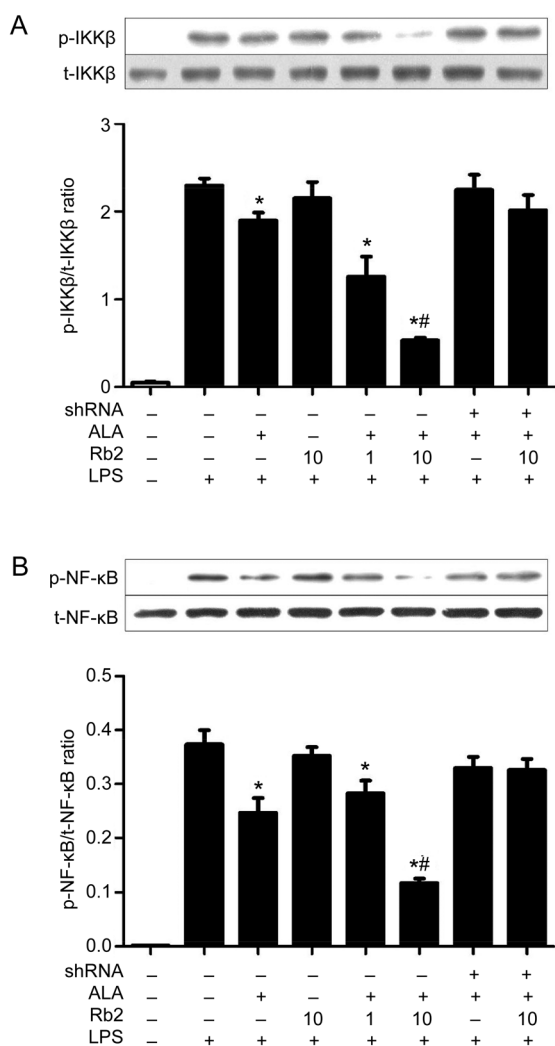 A
p-IKKβ
t-IKKβ
3
2
1
0
p-IKKβ/t-IKKβ ratio
*
*
*#
shRNA – – – – – – + +
ALA – – + – + + + +
Rb2 – – – 10 1 10 – 10
LPS – + + + + + + +
B
p-NF-κB
t-NF-κB
0.5
0.4
0.3
0.2
0.1
0.0
p-NF-κB/t-NF-κB ratio
*
*
*#
shRNA – – – – – – + +
ALA – – + – + + + +
Rb2 – – – 10 1 10 – 10
LPS – + + + + + + +